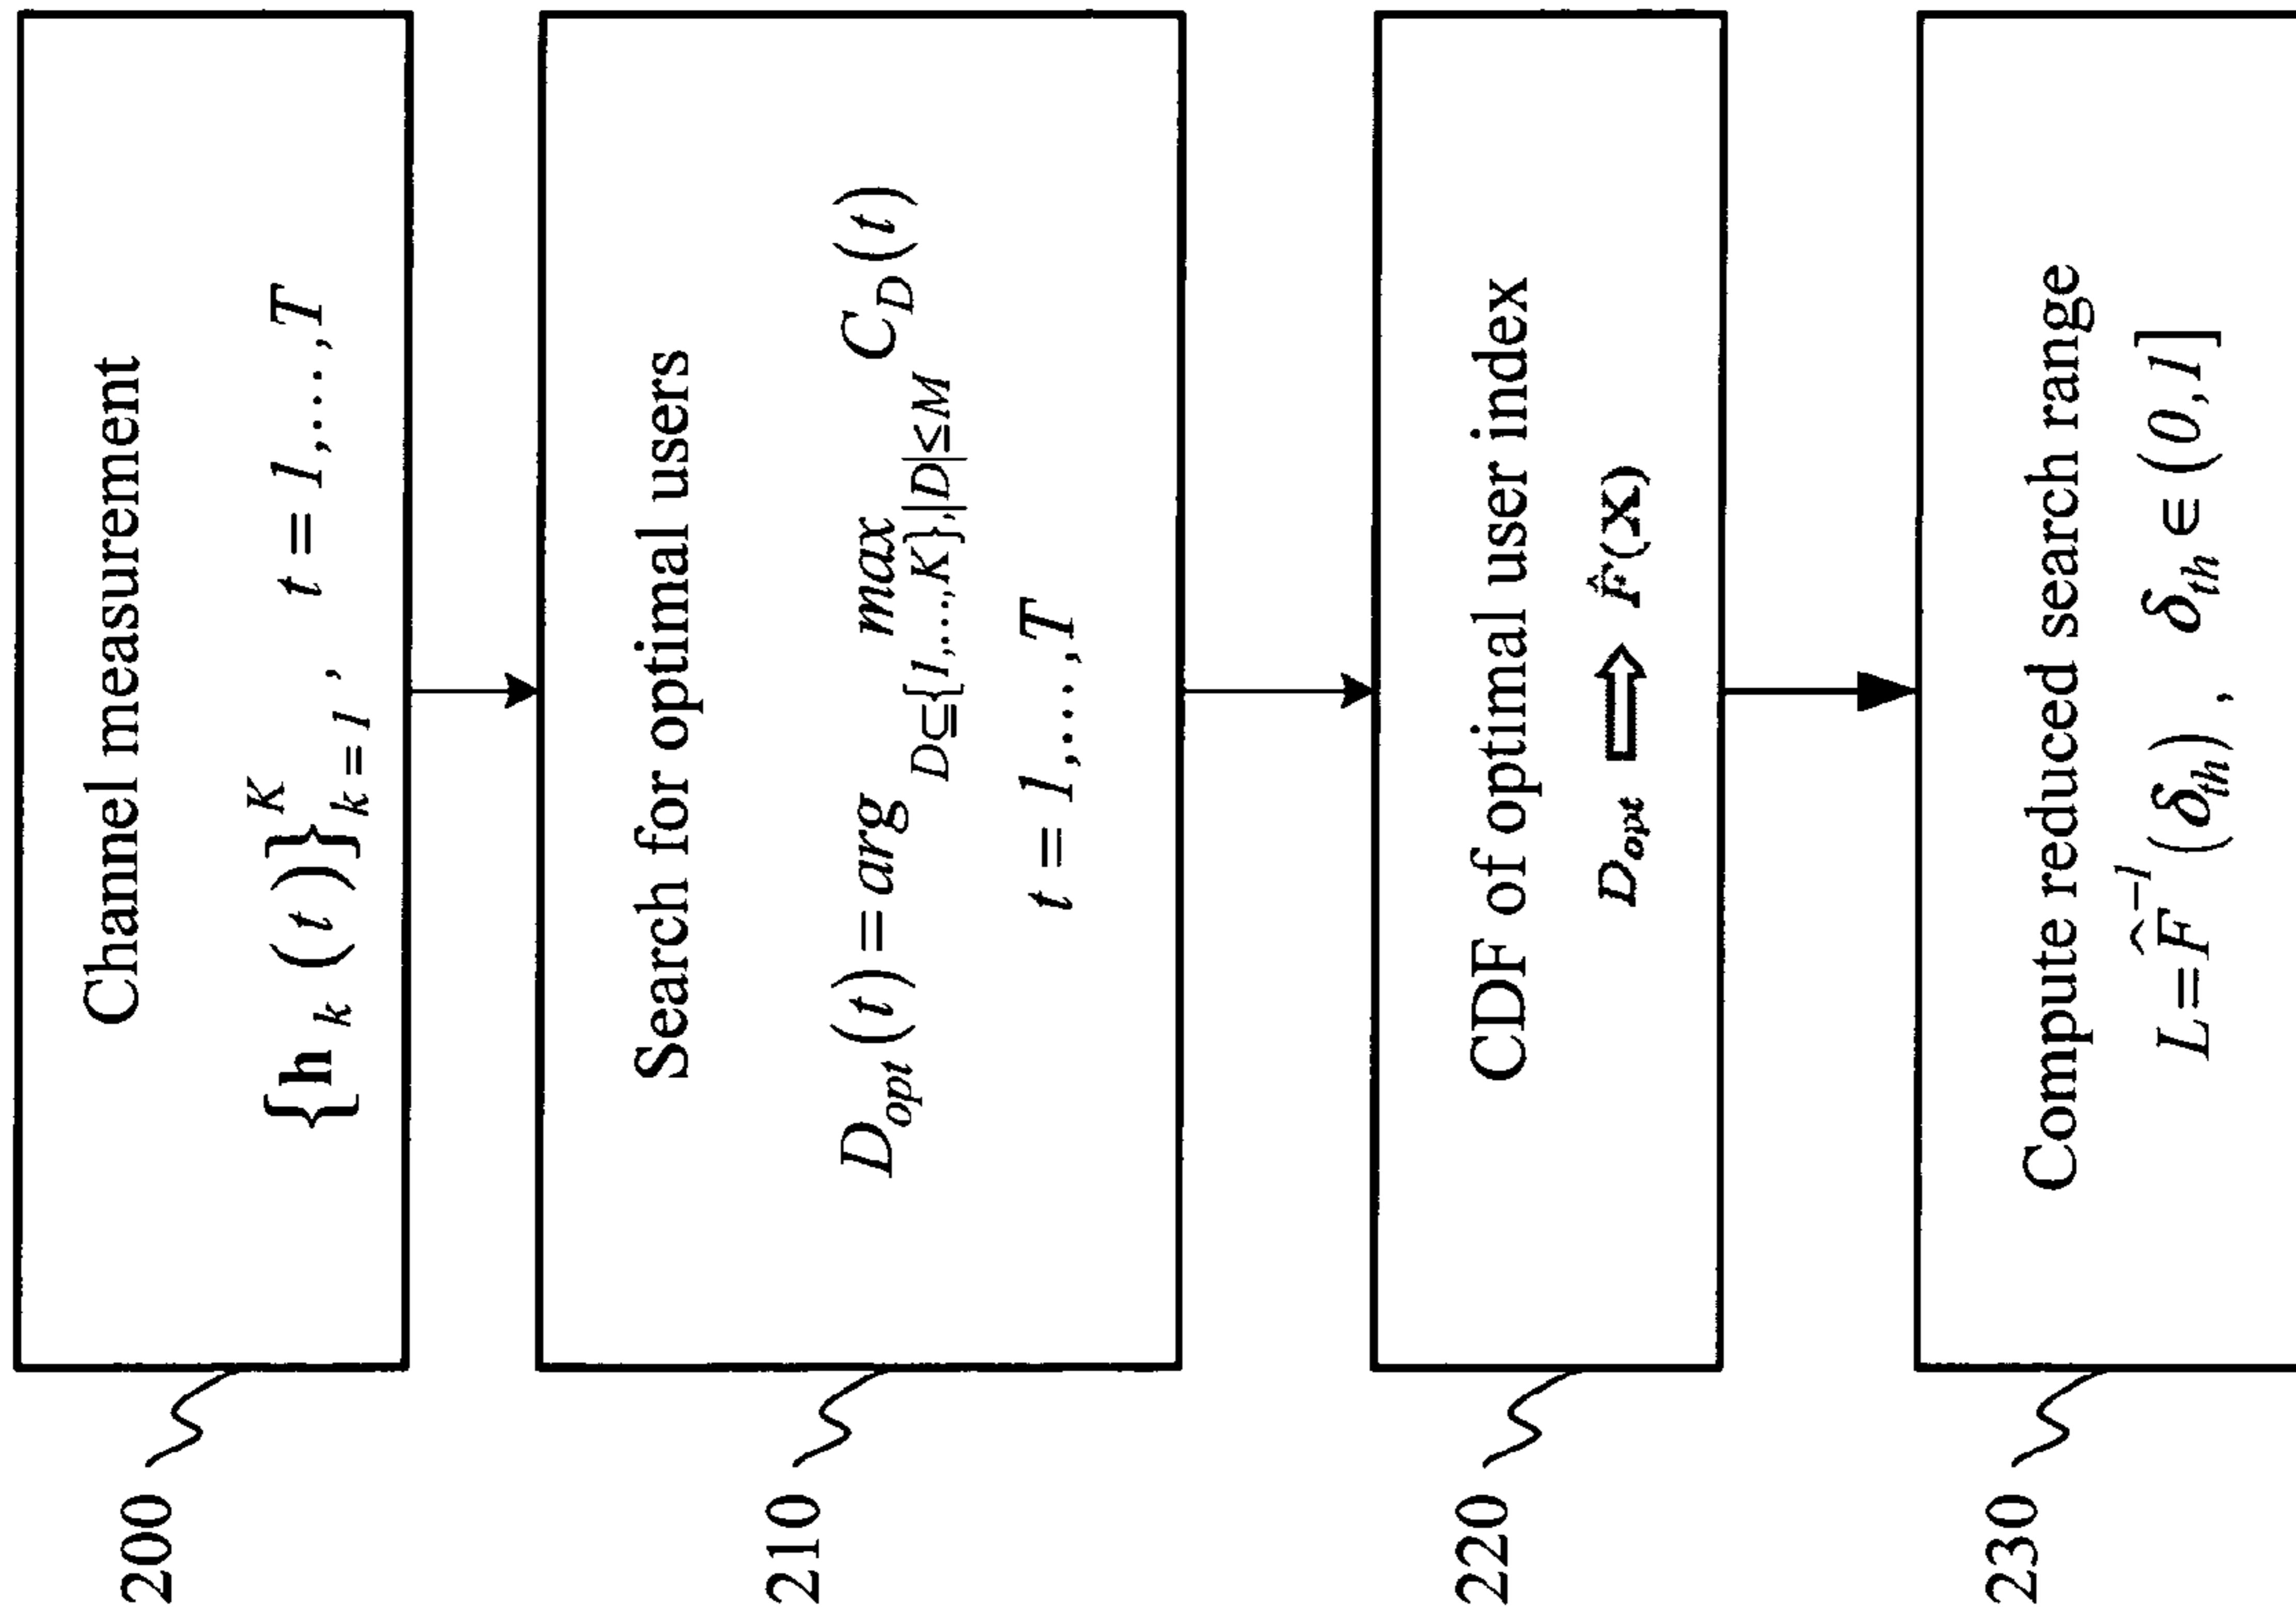 200
Channel measurement
{h_k (t)}^K_{k=1} , t = 1,...,T
210
Search for optimal users
D_opt (t) = arg max_{D⊆{1,...,K},|D|≤M} C_D (t)
t = 1,...,T
220
CDF of optimal user index
D_opt ⇨ F̂(X)
230
Compute reduced search range
L = F̂^{-1} (δ_th) , δ_th ∈ (0,1]